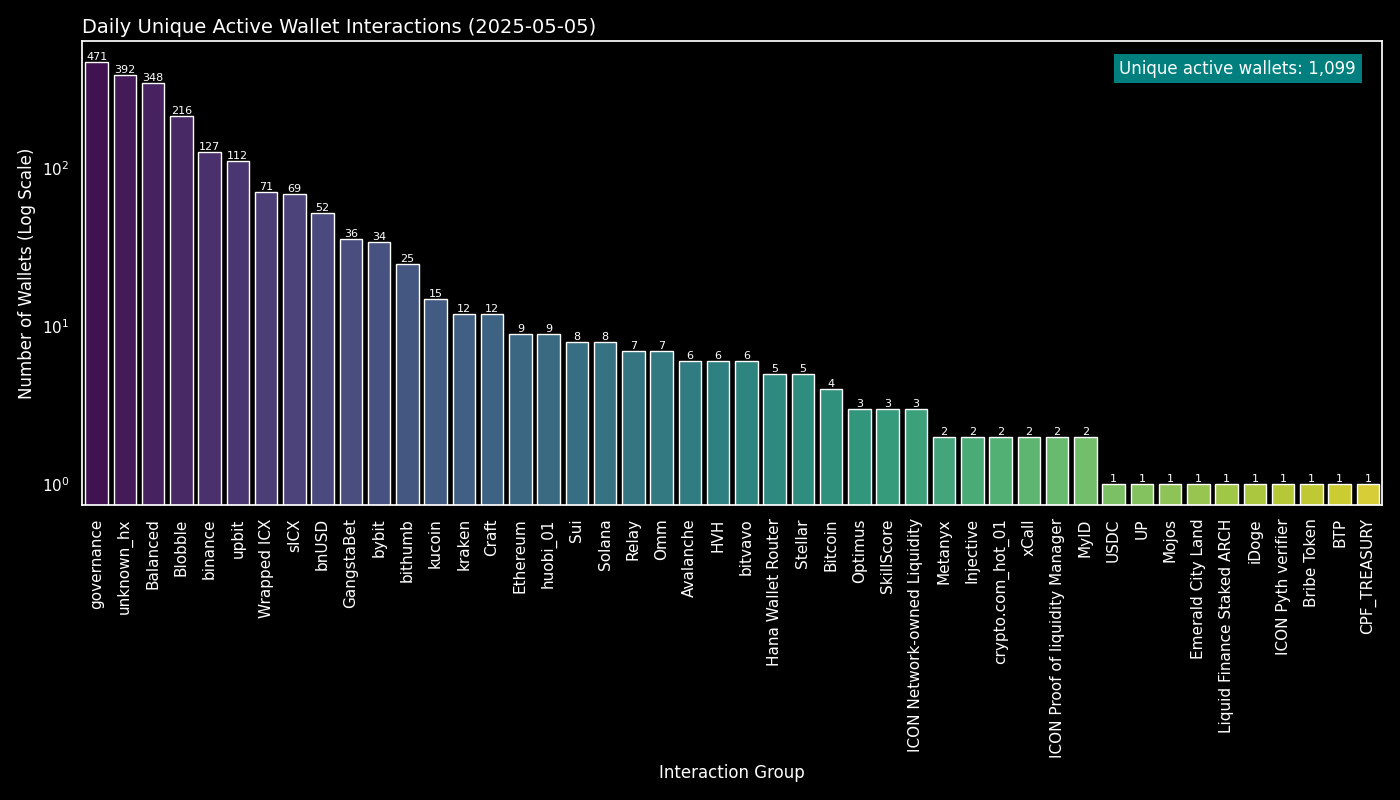 Daily Unique Active Wallet Interactions (2025-05-05)
Unique active wallets: 1,099
Number of Wallets (Log Scale)
10²
10¹
10⁰
471
392
348
216
127
112
71
69
52
36
34
25
15
12
12
9
9
8
8
7
7
6
6
6
5
5
4
3
3
3
2
2
2
2
2
2
1
1
1
1
1
1
1
1
1
1
governance
unknown_hx
Balanced
Blobble
binance
upbit
Wrapped ICX
sICX
bnUSD
GangstaBet
bybit
bithumb
kucoin
kraken
Craft
Ethereum
huobi_01
Sui
Solana
Relay
Omm
Avalanche
HVH
bitvavo
Hana Wallet Router
Stellar
Bitcoin
Optimus
SkillScore
ICON Network-owned Liquidity
Metanyx
Injective
crypto.com_hot_01
xCall
ICON Proof of liquidity Manager
MyID
USDC
UP
Mojos
Emerald City Land
Liquid Finance Staked ARCH
iDoge
ICON Pyth verifier
Bribe Token
BTP
CPF_TREASURY
Interaction Group